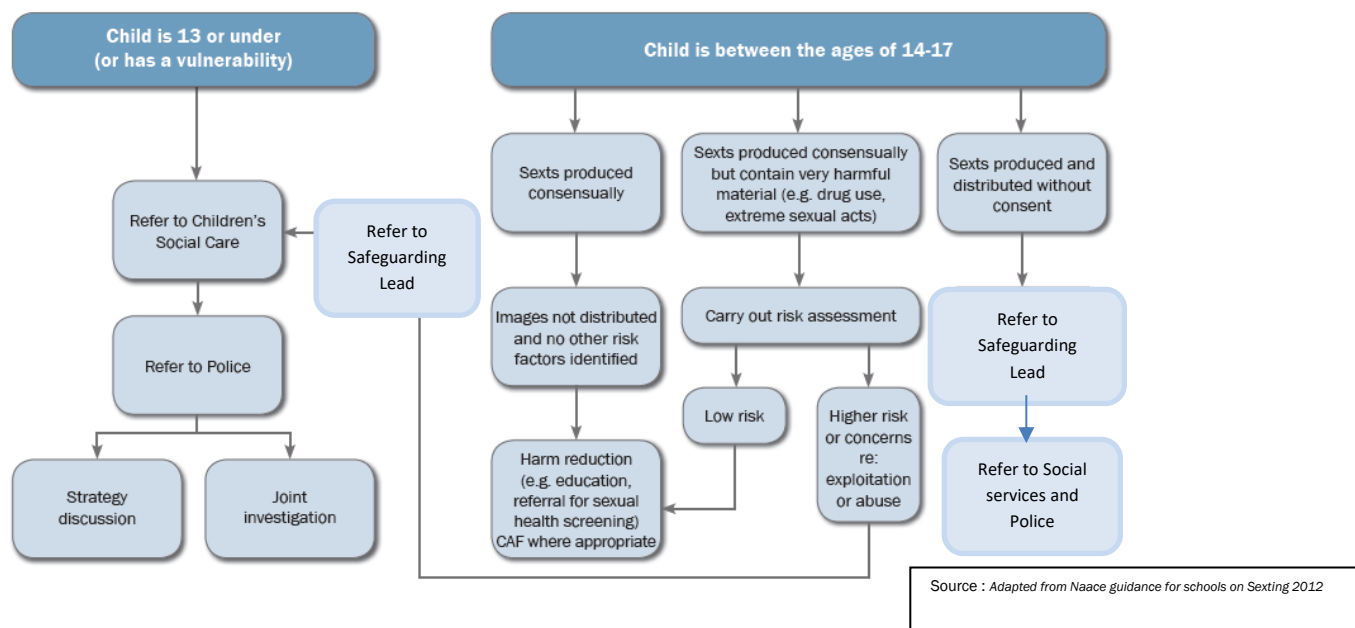 Child is 13 or under
(or has a vulnerability)
Refer to Children's
Social Care
Refer to Police
Strategy
discussion
Joint
investigation
Refer to
Safeguarding
Lead
Child is between the ages of 14-17
Sexts produced
consensually
Images not distributed
and no other risk
factors identified
Harm reduction
(e.g. education,
referral for sexual
health screening)
CAF where appropriate
Sexts produced consensually
but contain very harmful
material (e.g. drug use,
extreme sexual acts)
Carry out risk assessment
Low risk
Higher risk
or concerns
re:
exploitation
or abuse
Sexts produced and
distributed without
consent
Refer to
Safeguarding
Lead
Refer to Social
services and
Police
Source : Adapted from Naace guidance for schools on Sexting 2012